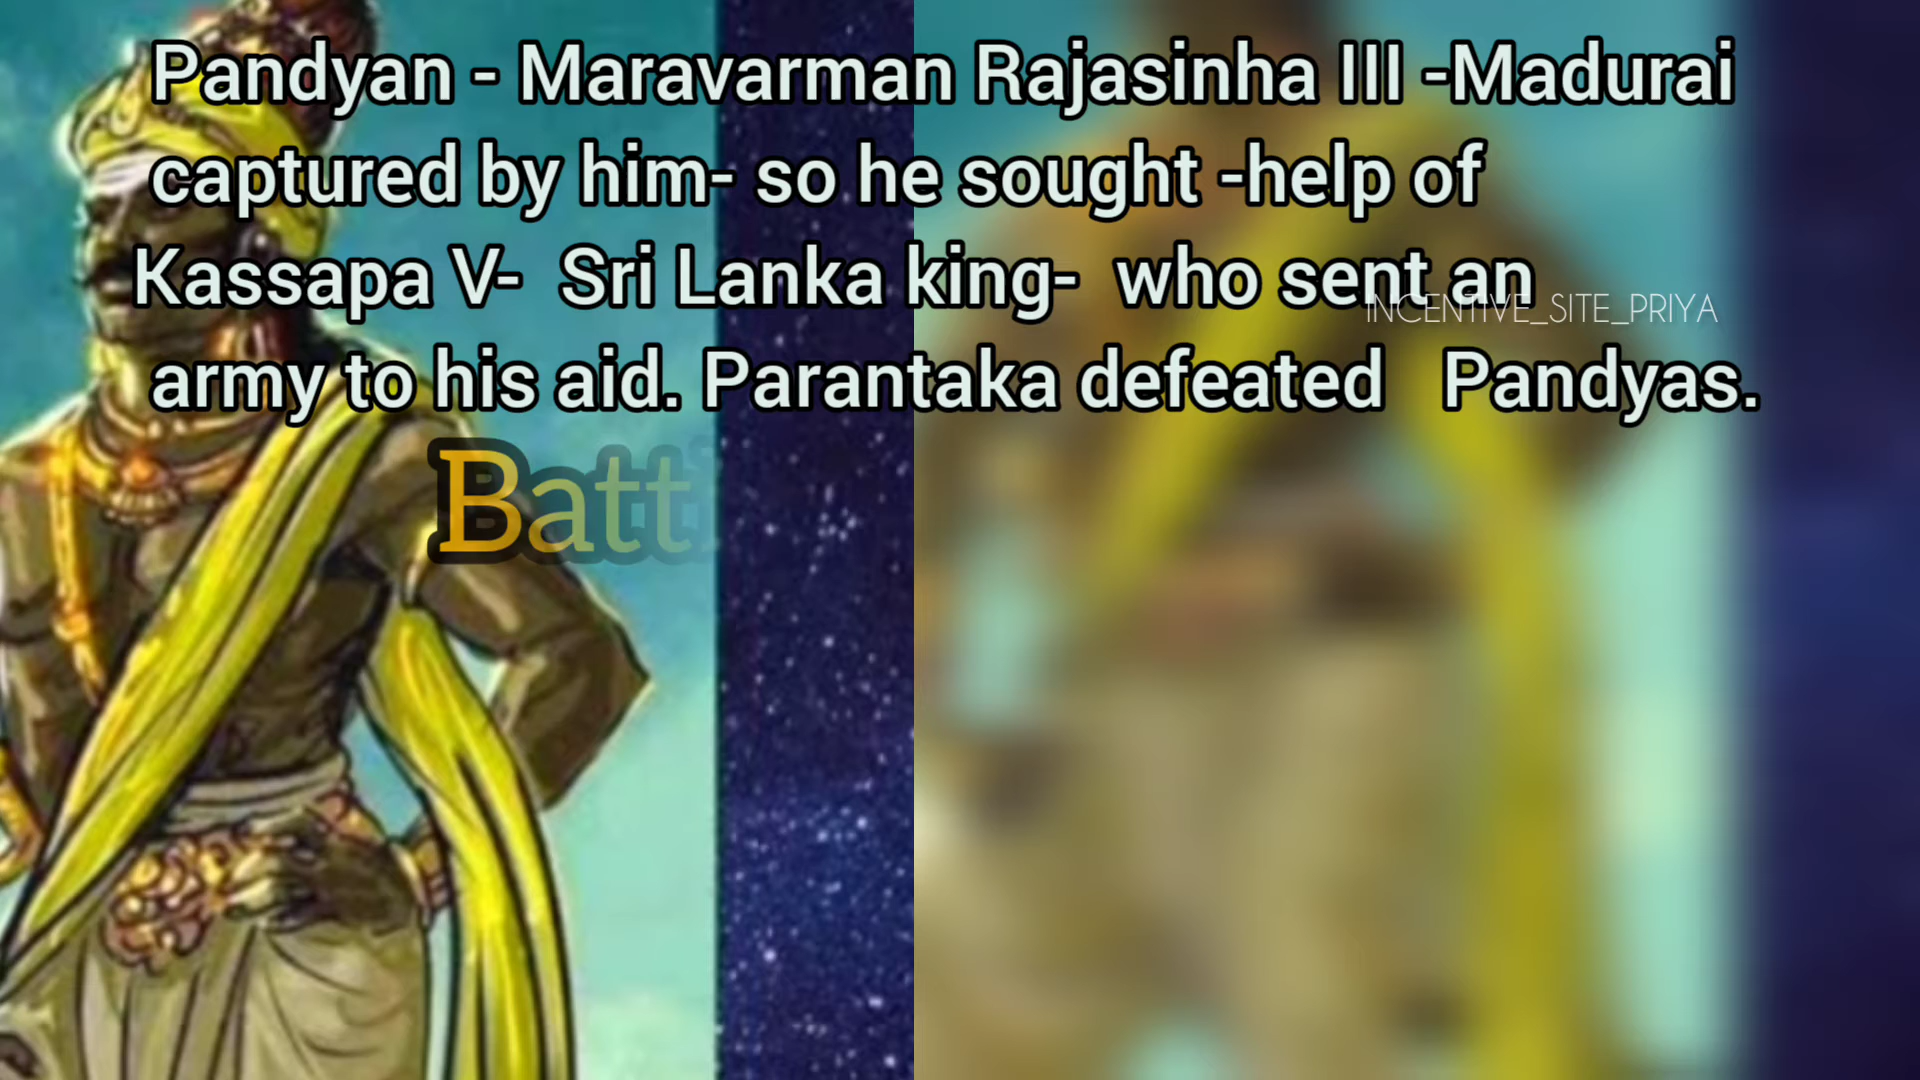 Pandyan - Maravarman Rajasinha III -Madurai
captured by him- so he sought -help of
Kassapa V-  Sri Lanka king-  who sent an
INCENTIVE_SITE_PRIYA
army to his aid. Parantaka defeated   Pandyas.
Batt